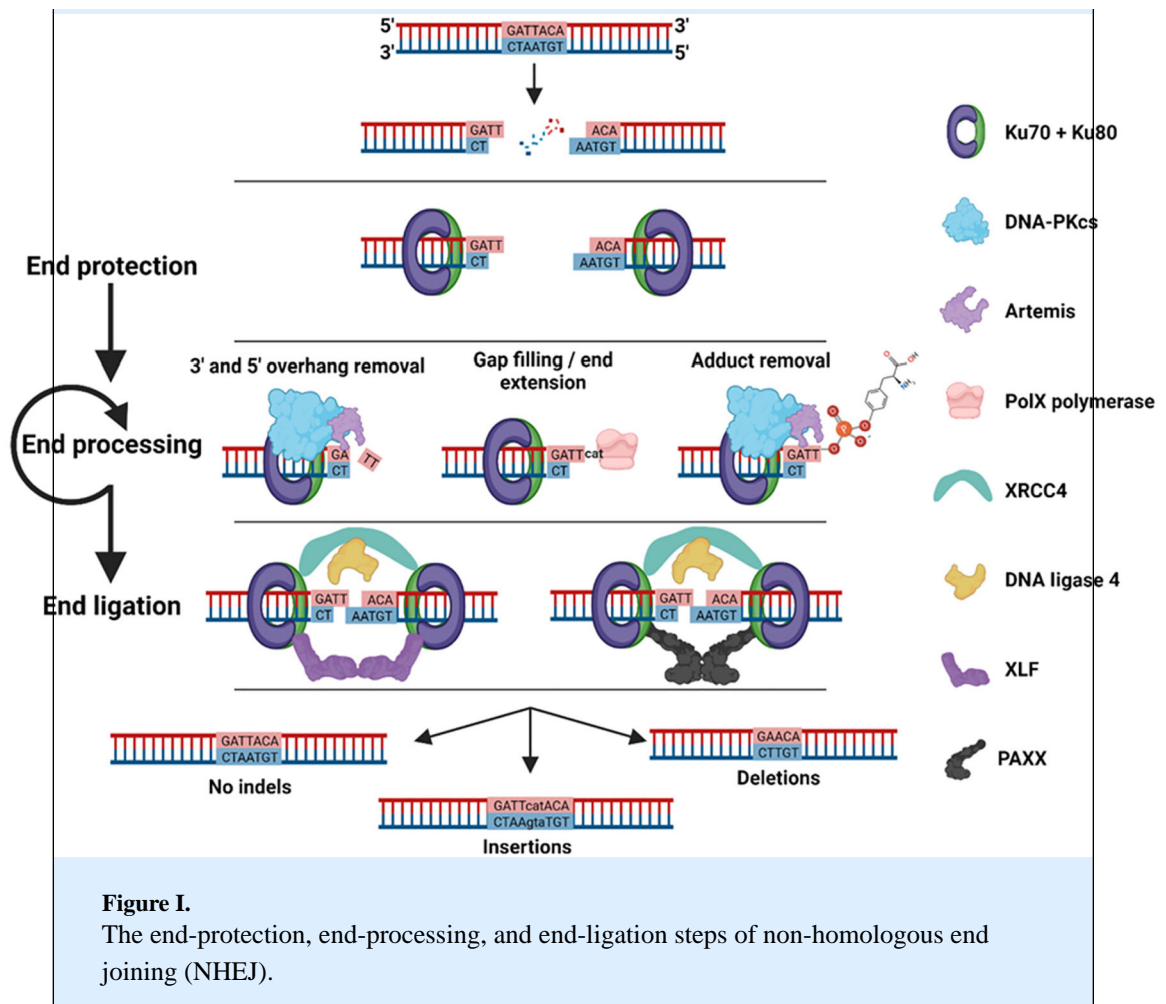 5' GATTACA 3'
3' CTAATGT 5'
GATT ACA
CT AATGT
Ku70 + Ku80
DNA-PKcs
Artemis
PolX polymerase
XRCC4
DNA ligase 4
XLF
PAXX
End protection
GATT ACA
CT AATGT
End processing
3' and 5' overhang removal
GA TT
CT
Gap filling / end
extension
GATTcat
CT
Adduct removal
GATT
CT
O
O
P
O
O
-
O
OH
NH2
End ligation
GATT ACA
CT AATGT
GATT ACA
CT AATGT
GATTACA
CTAATGT
No indels
GATTcatACA
CTAAgtaTGT
Insertions
GAACA
CTTGT
Deletions
Figure I.
The end-protection, end-processing, and end-ligation steps of non-homologous end
joining (NHEJ).